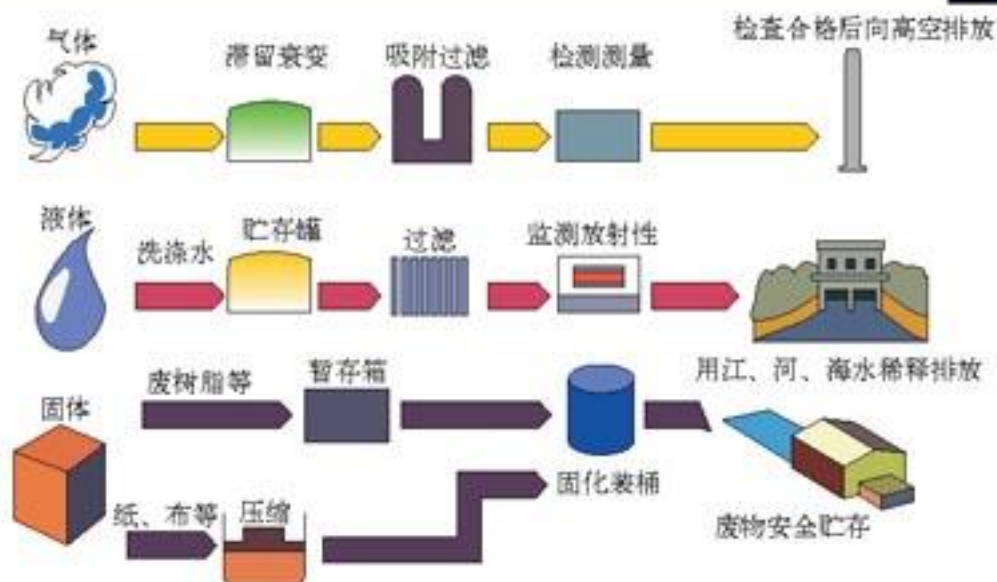 气体
滞留衰变
吸附过滤
检测测量
检查合格后向高空排放
液体
洗涤水
贮存罐
过滤
监测放射性
用江、河、海水稀释排放
固体
废树脂等
暂存箱
固化装桶
纸、布等
压缩
废物安全贮存